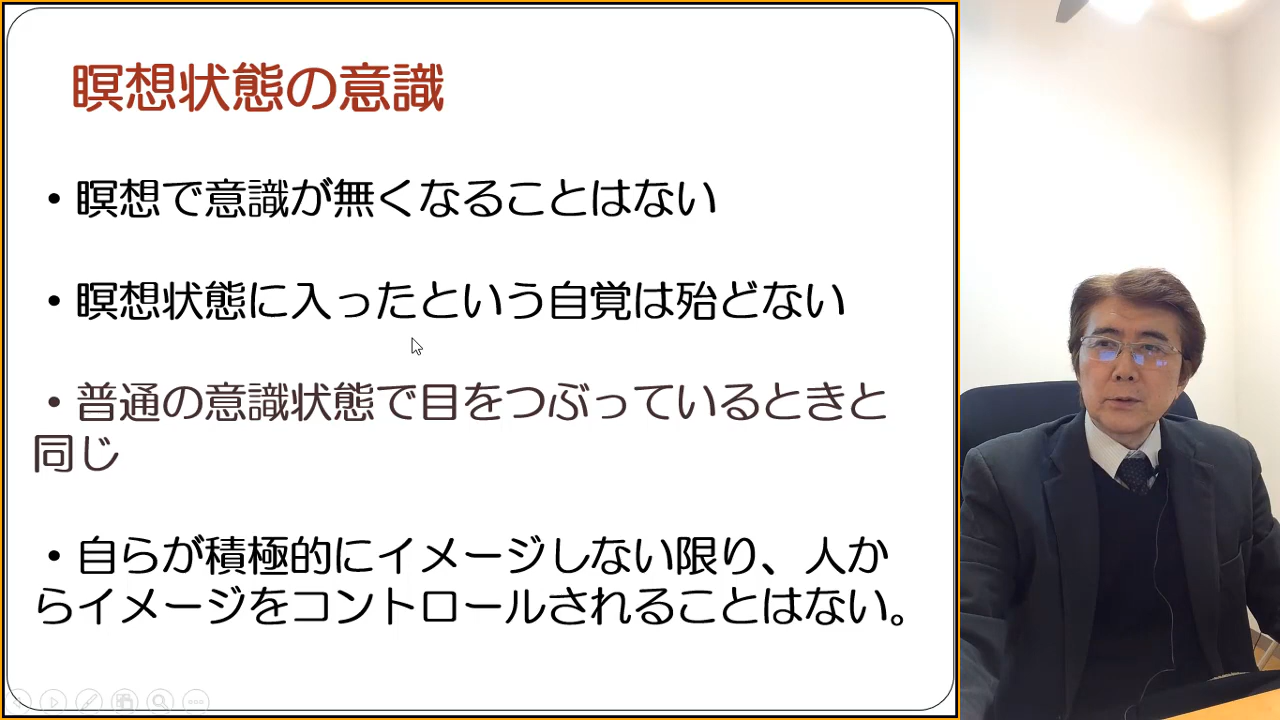 瞑想状態の意識
・瞑想で意識が無くなることはない
・瞑想状態に入ったという自覚は殆どない
・普通の意識状態で目をつぶっているときと
同じ
・自らが積極的にイメージしない限り、人か
らイメージをコントロールされることはない。